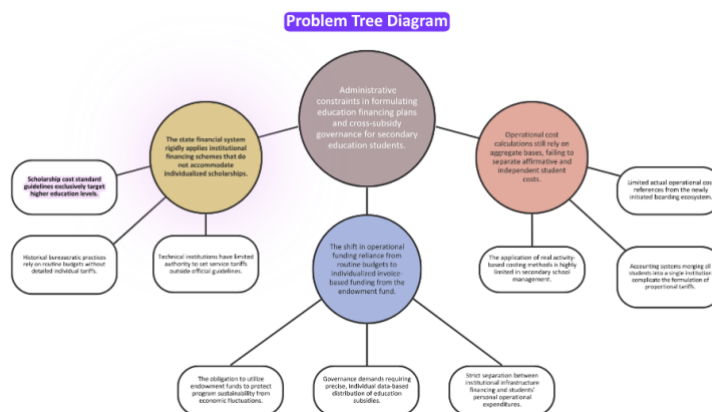 Problem Tree Diagram
Administrative
constraints in formulating
education financing plans
and cross-subsidy
governance for secondary
education students.
The state financial system
rigidly applies institutional
financing schemes that do
not accommodate
individualized scholarships.
Operational cost
calculations still rely on
aggregate bases, failing to
separate affirmative and
independent student
costs.
Scholarship cost standard
guidelines exclusively target
higher education levels.
Limited actual operational cost
references from the newly
initiated boarding ecosystem.
Historical bureaucratic practices
rely on routine budgets without
detailed individual tariffs.
Technical institutions have limited
authority to set service tariffs
outside official guidelines.
The shift in operational
funding reliance from
routine budgets to
individualized invoice-
based funding from the
endowment fund.
The application of real activity-
based costing methods is highly
limited in secondary school
management.
Accounting systems merging all
students into a single institution
complicate the formulation of
proportional tariffs.
The obligation to utilize
endowment funds to protect
program sustainability from
economic fluctuations.
Governance demands requiring
precise, individual data-based
distribution of education
subsidies.
Strict separation between
institutional infrastructure
financing and students'
personal operational
expenditures.